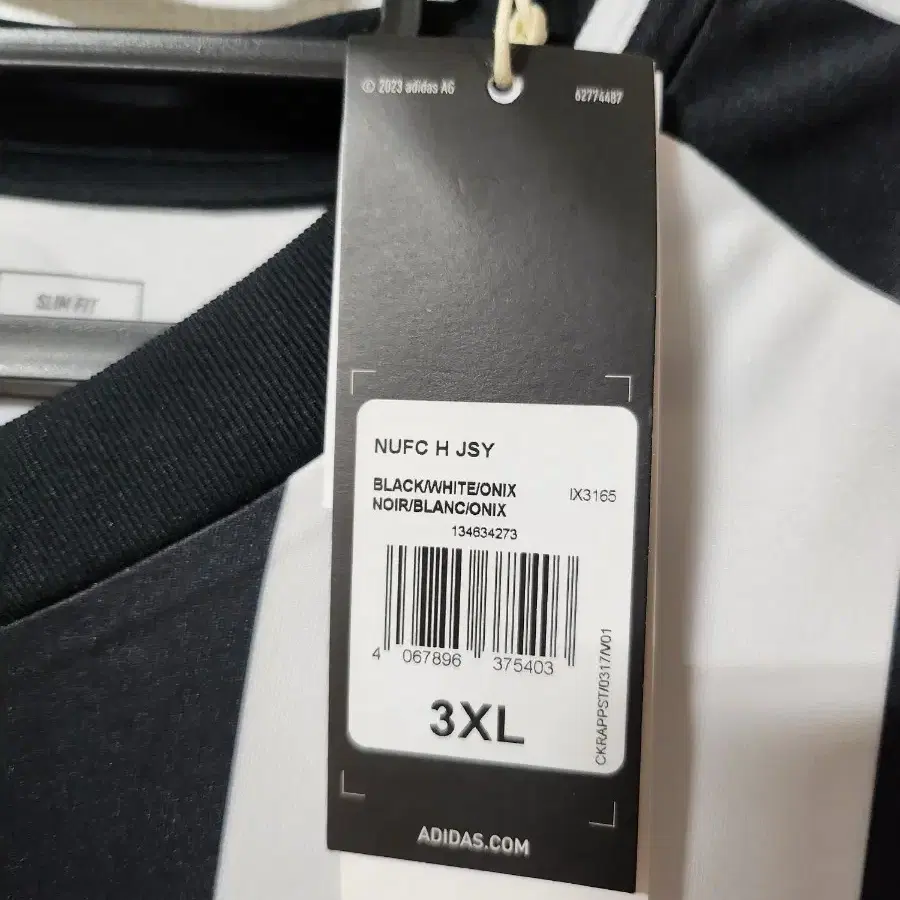 © 2023 adidas AG
62774487
SLIM FIT
NUFC H JSY
BLACK/WHITE/ONIX
IX3165
NOIR/BLANC/ONIX
134634273
4 067896 375403
CKRAPPST/0317/V01
3XL
ADIDAS.COM